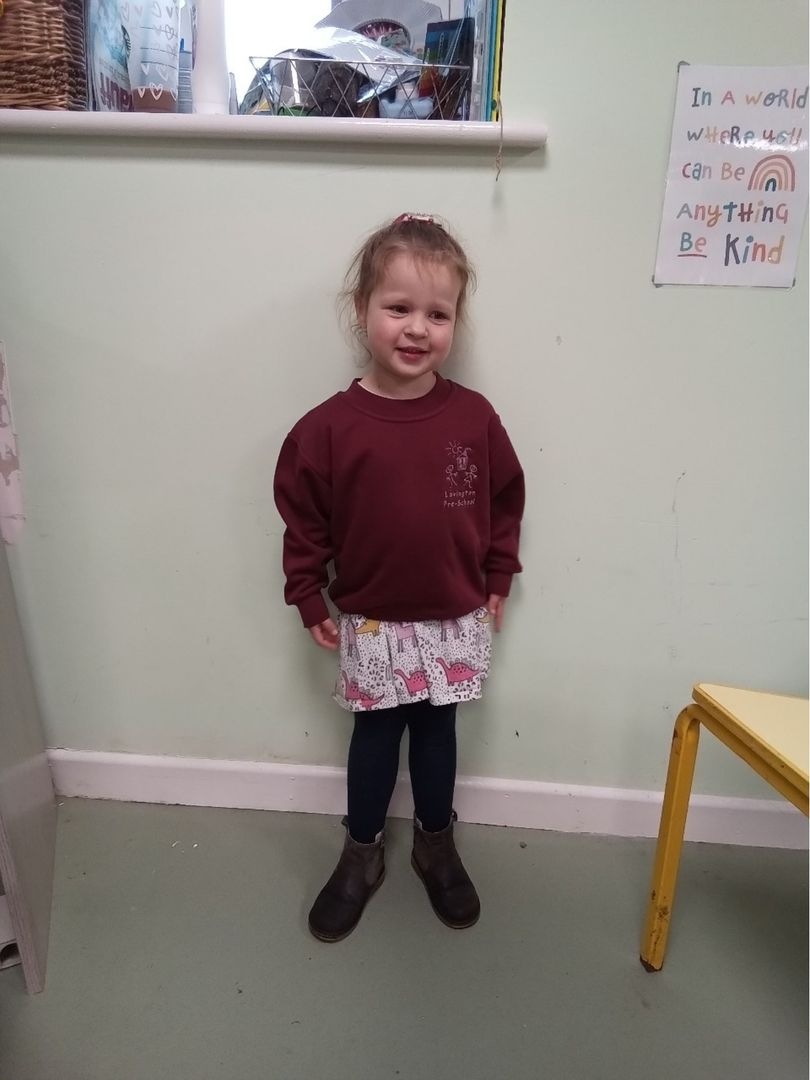 In A WORLD
WHERE you
can Be
AnyTHinG
Be Kind
Lavington
Pre-School